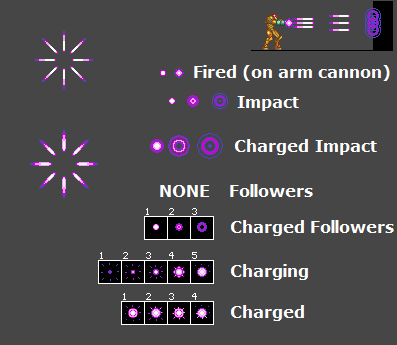 Fired (on arm cannon)
Impact
Charged Impact
NONE Followers
1 2 3
Charged Followers
1 2 3 4 5
Charging
1 2 3 4
Charged